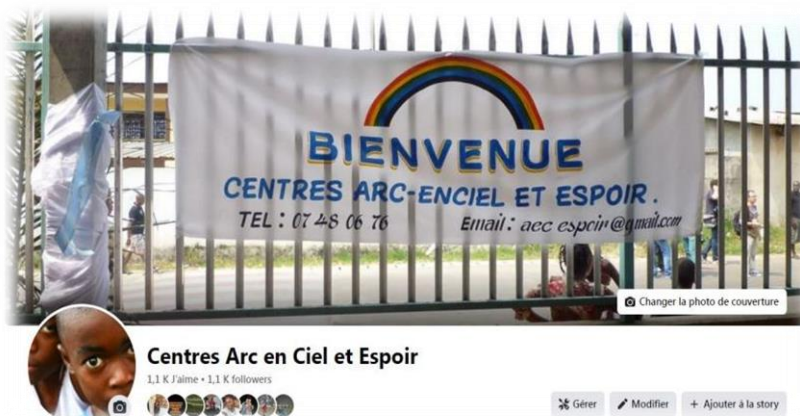 BIENVENUE
CENTRES ARC-ENCIEL ET ESPOIR.
TEL : 07 48 06 76 Email : aec espoir@gmail.com
Changer la photo de couverture
Centres Arc en Ciel et Espoir
1,1 K J’aime • 1,1 K followers
Gérer Modifier + Ajouter à la story